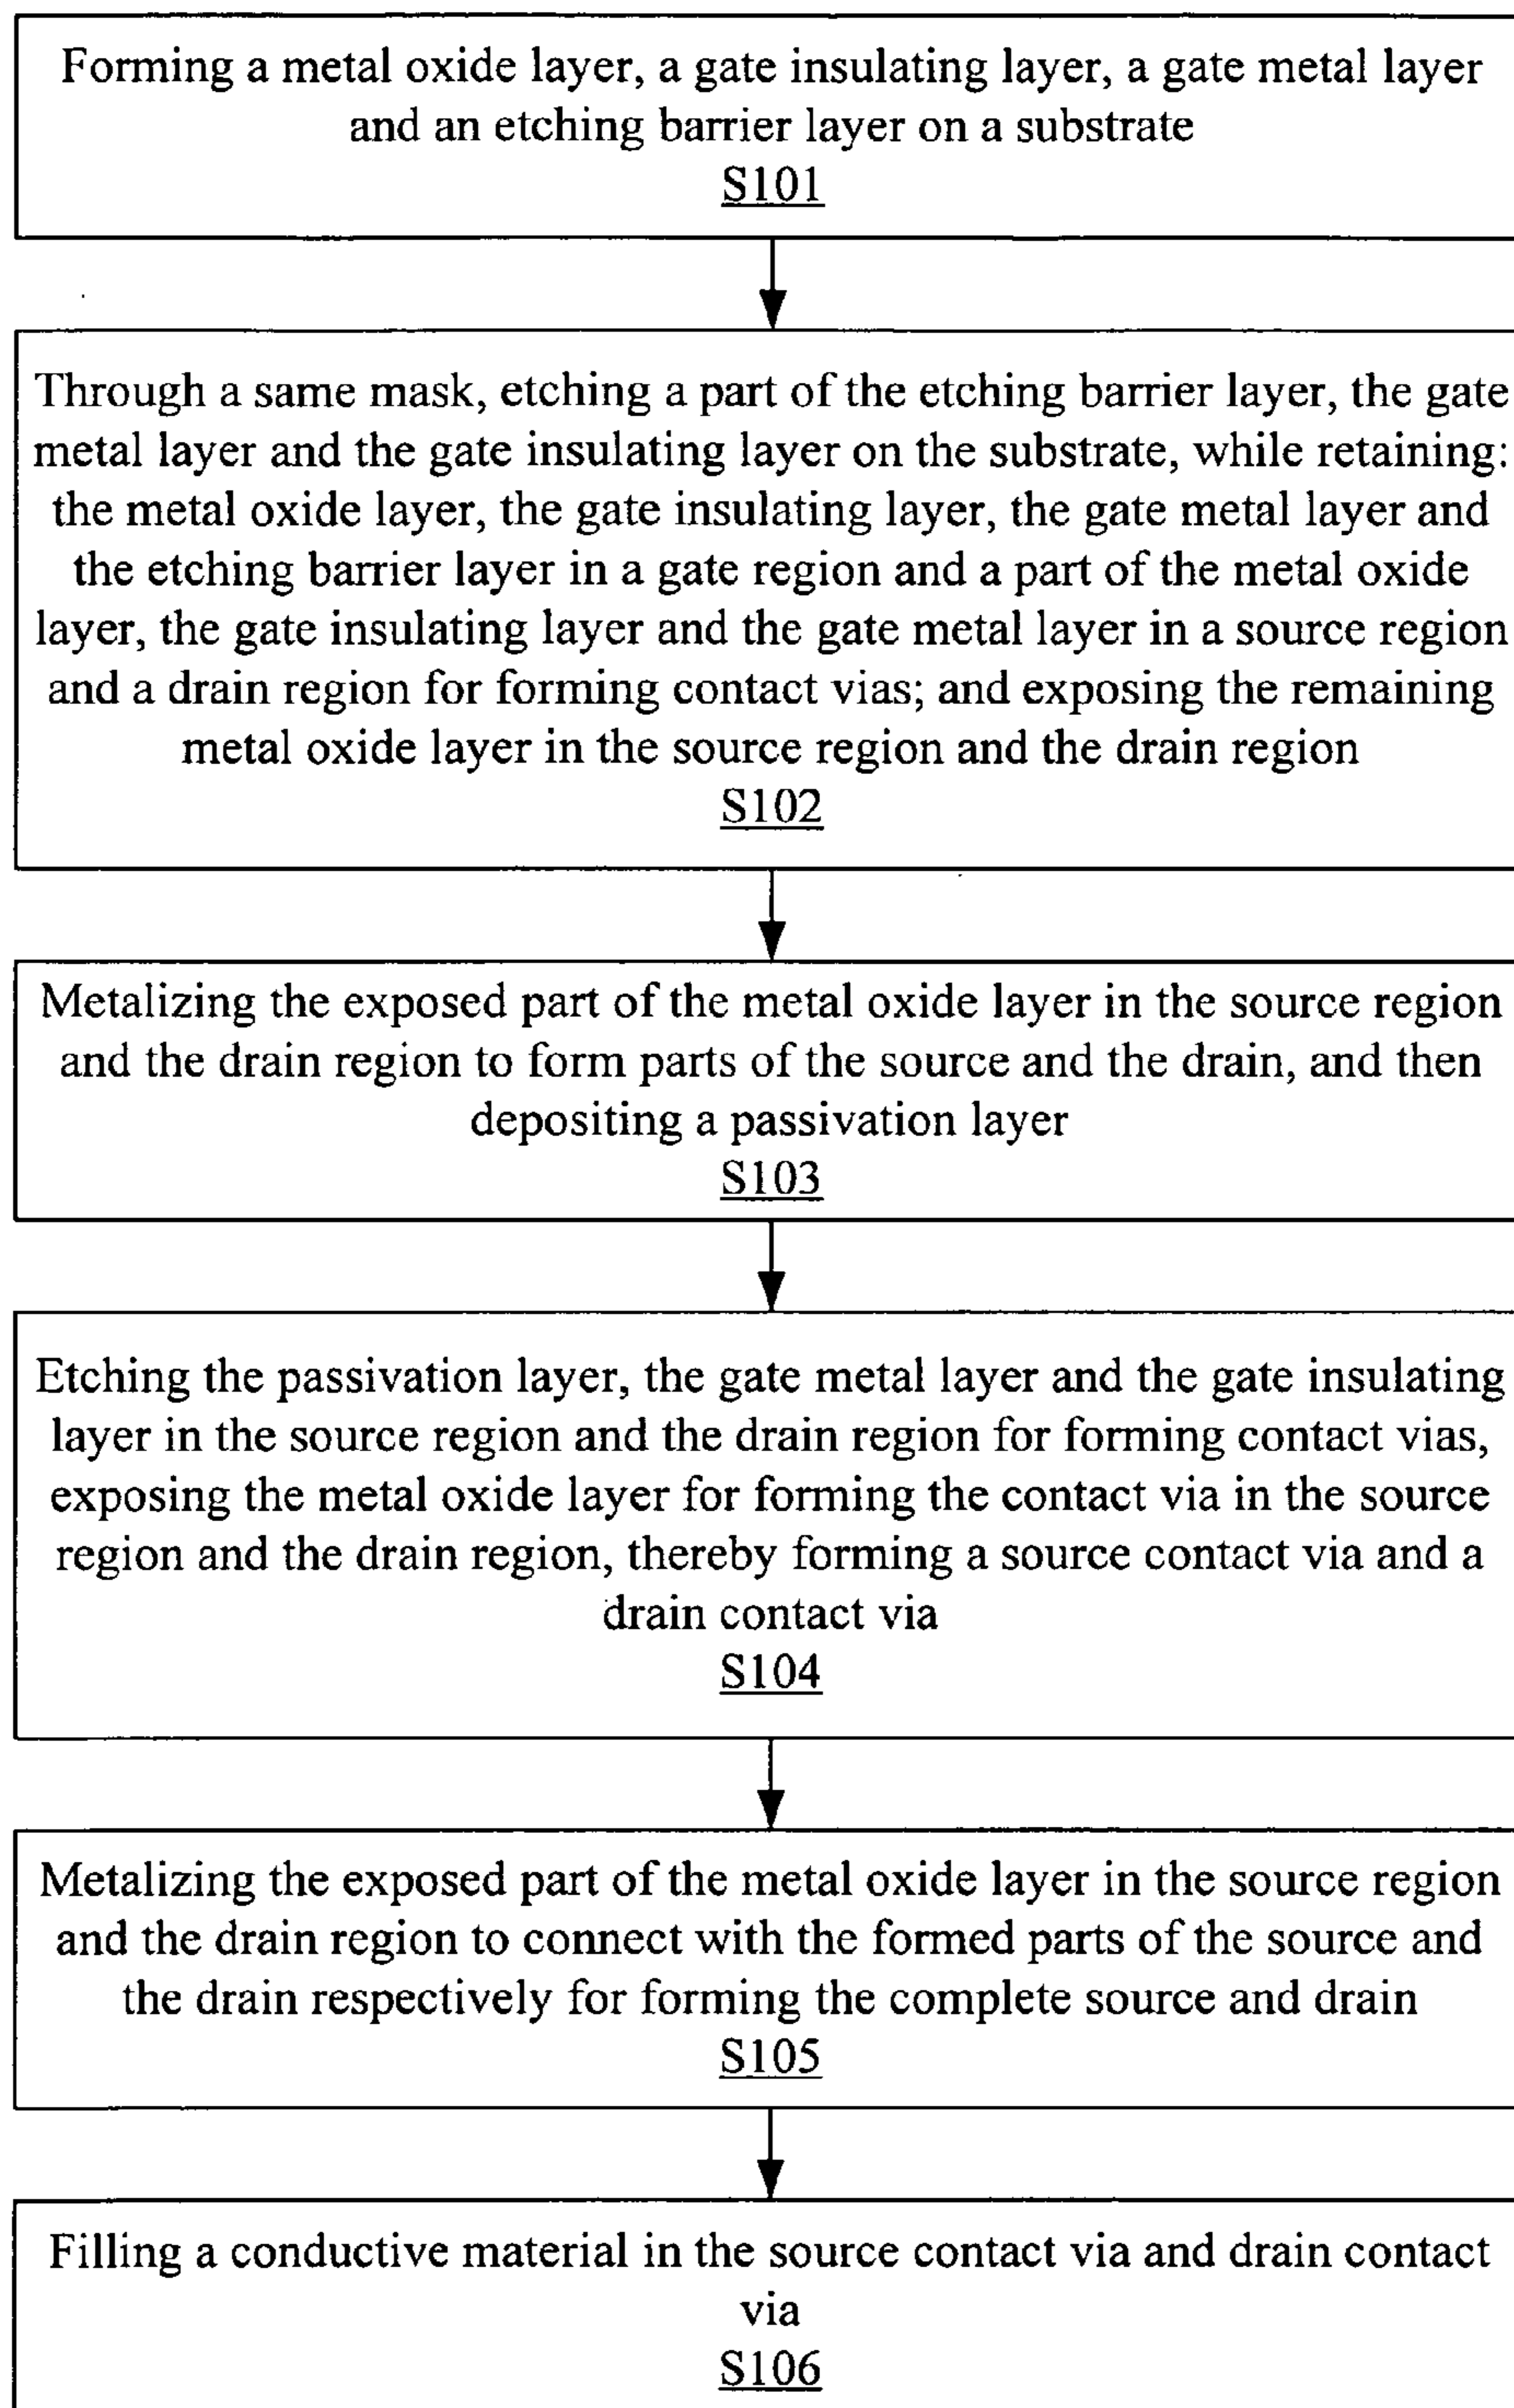 Forming a metal oxide layer, a gate insulating layer, a gate metal layer
and an etching barrier layer on a substrate
S101
Through a same mask, etching a part of the etching barrier layer, the gate
metal layer and the gate insulating layer on the substrate, while retaining:
the metal oxide layer, the gate insulating layer, the gate metal layer and
the etching barrier layer in a gate region and a part of the metal oxide
layer, the gate insulating layer and the gate metal layer in a source region
and a drain region for forming contact vias; and exposing the remaining
metal oxide layer in the source region and the drain region
S102
Metalizing the exposed part of the metal oxide layer in the source region
and the drain region to form parts of the source and the drain, and then
depositing a passivation layer
S103
Etching the passivation layer, the gate metal layer and the gate insulating
layer in the source region and the drain region for forming contact vias,
exposing the metal oxide layer for forming the contact via in the source
region and the drain region, thereby forming a source contact via and a
drain contact via
S104
Metalizing the exposed part of the metal oxide layer in the source region
and the drain region to connect with the formed parts of the source and
the drain respectively for forming the complete source and drain
S105
Filling a conductive material in the source contact via and drain contact
via
S106